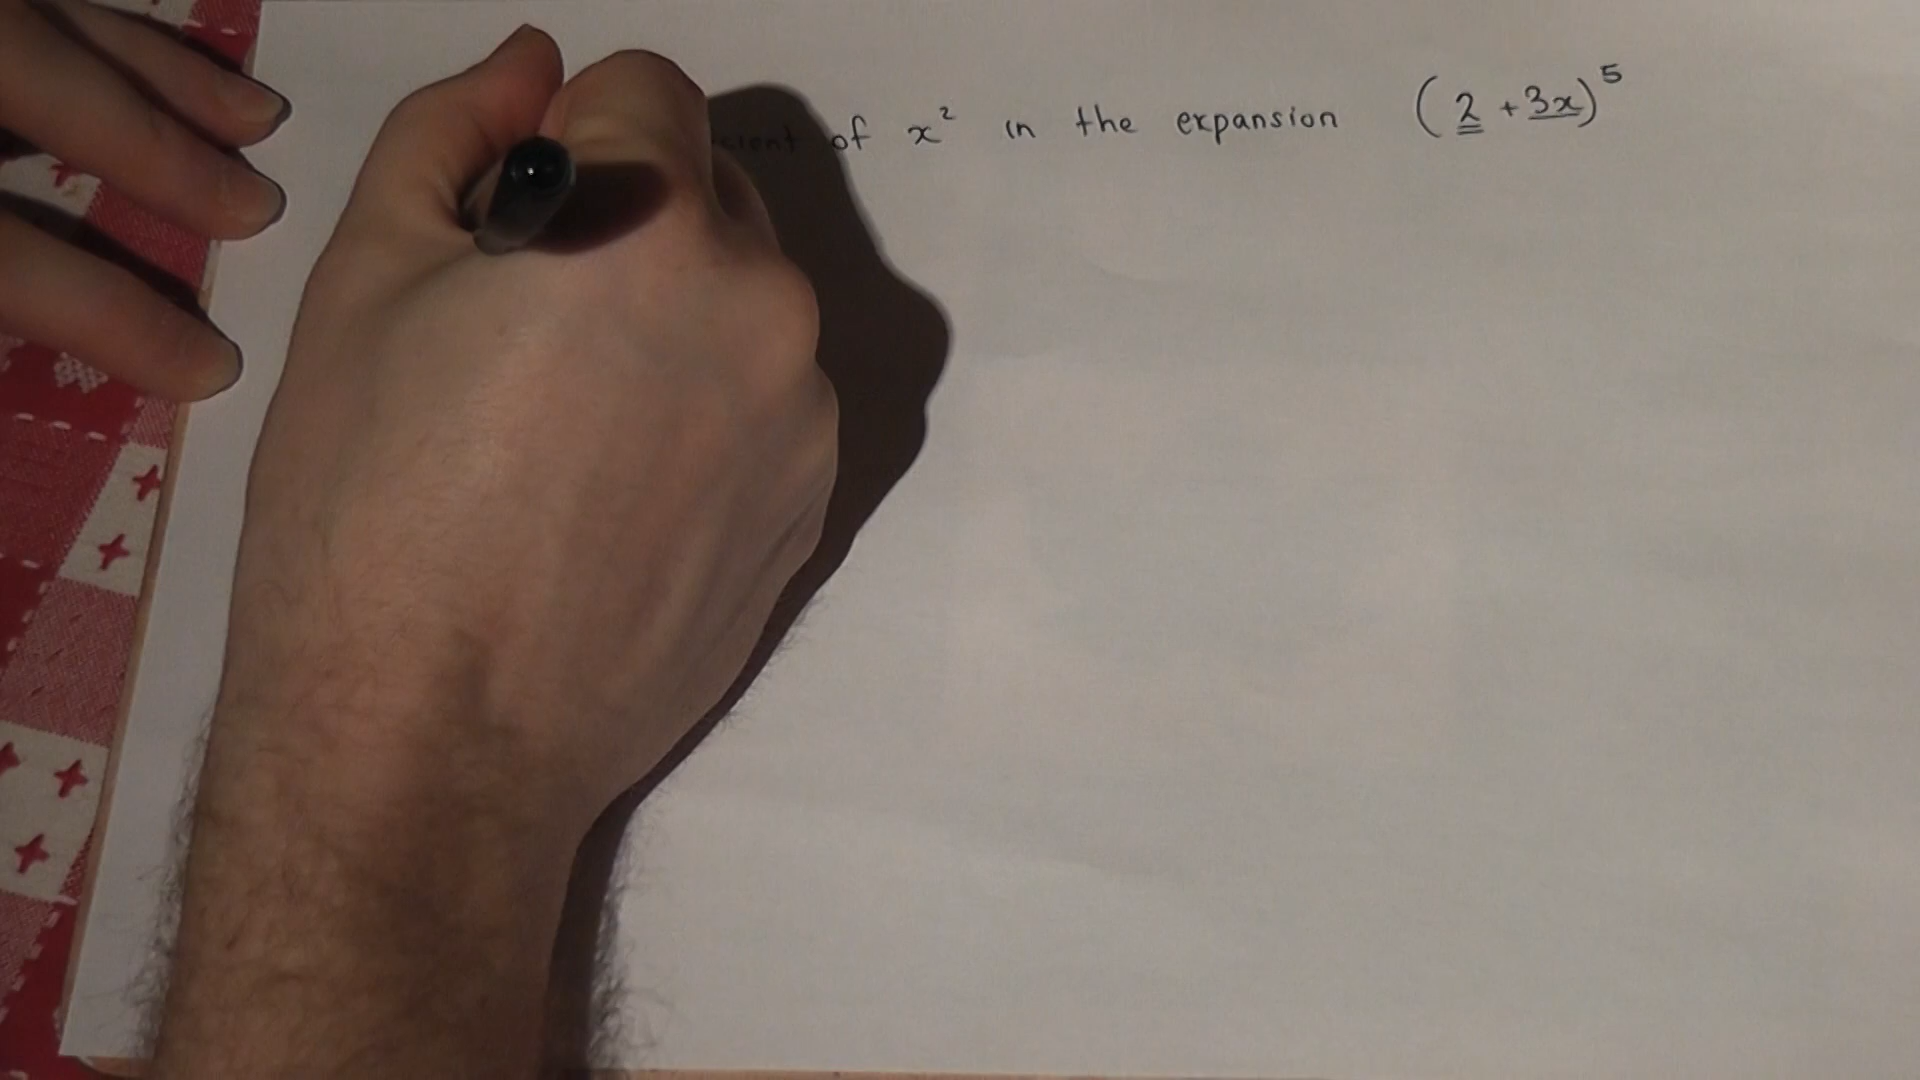 of x² in the expansion (2 + 3x)⁵